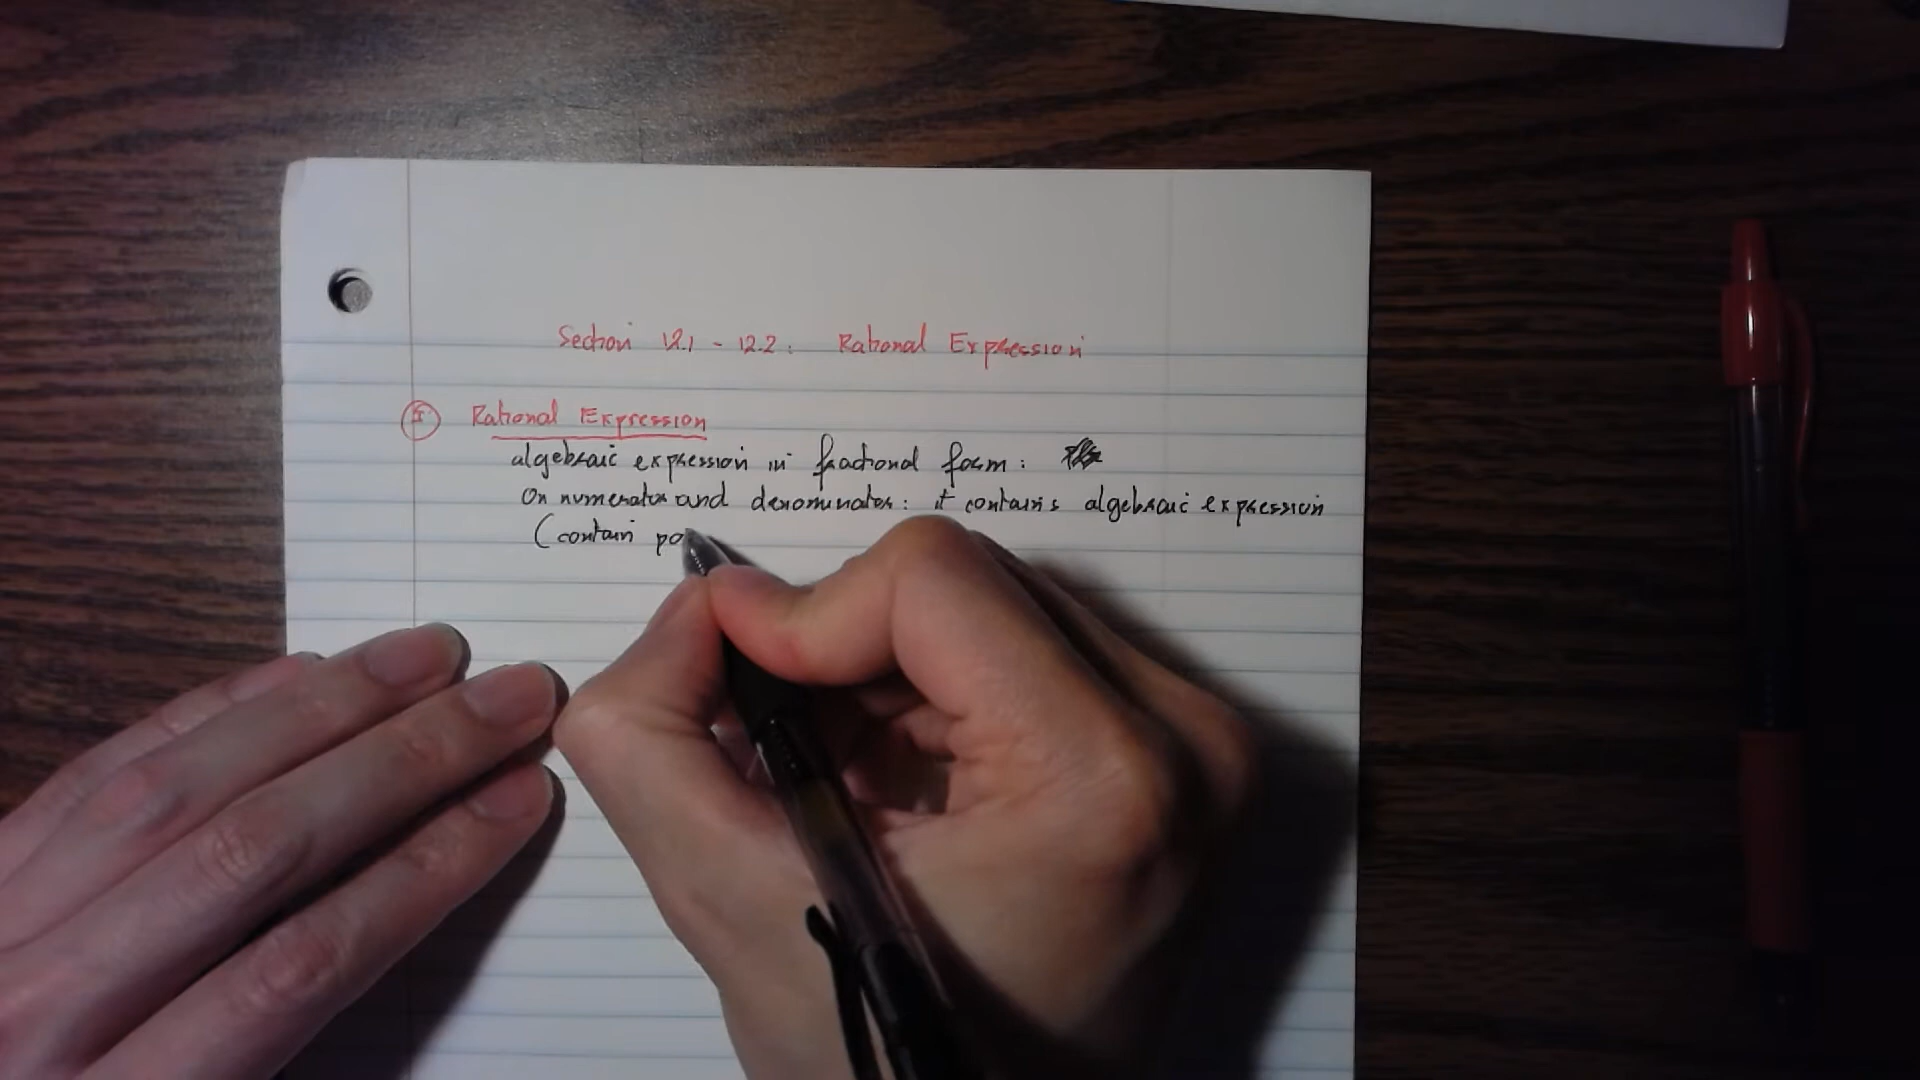 Section 12.1 - 12.2: Rational Expression
I Rational Expression
algebraic expression in fractional form:
On numerator and denominator: it contains algebraic expression
(contain po